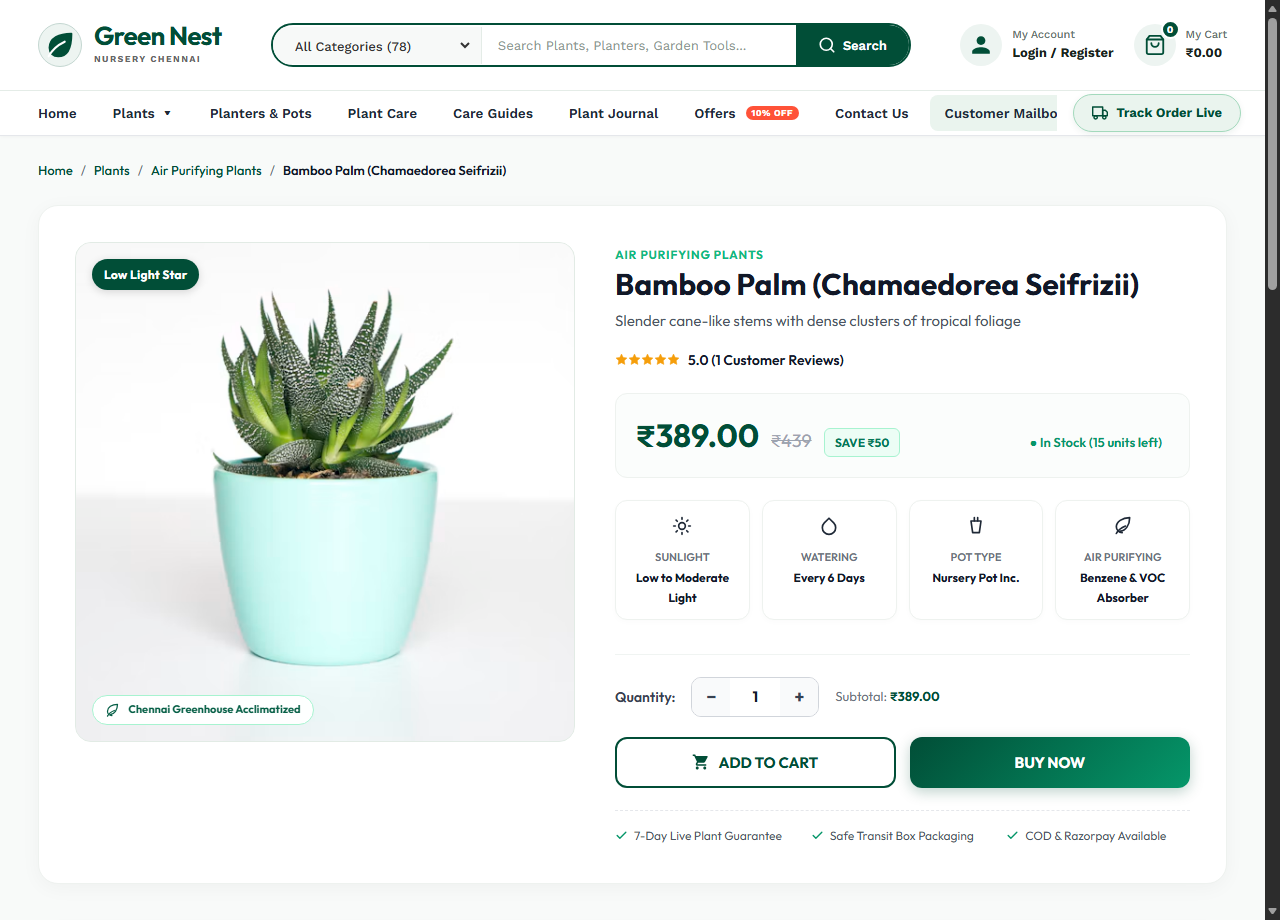 Green Nest
NURSERY CHENNAI
All Categories (78)
Search Plants, Planters, Garden Tools...
Search
My Account
Login / Register
0
My Cart
₹0.00
Home
Plants
Planters & Pots
Plant Care
Care Guides
Plant Journal
Offers
10% OFF
Contact Us
Customer Mailbo
Track Order Live
Home / Plants / Air Purifying Plants / Bamboo Palm (Chamaedorea Seifrizii)
Low Light Star
Chennai Greenhouse Acclimatized
AIR PURIFYING PLANTS
Bamboo Palm (Chamaedorea Seifrizii)
Slender cane-like stems with dense clusters of tropical foliage
★★★★★ 5.0 (1 Customer Reviews)
₹389.00 ₹439 SAVE ₹50
● In Stock (15 units left)
SUNLIGHT
Low to Moderate
Light
WATERING
Every 6 Days
POT TYPE
Nursery Pot Inc.
AIR PURIFYING
Benzene & VOC
Absorber
Quantity: − 1 + Subtotal: ₹389.00
ADD TO CART
BUY NOW
7-Day Live Plant Guarantee
Safe Transit Box Packaging
COD & Razorpay Available